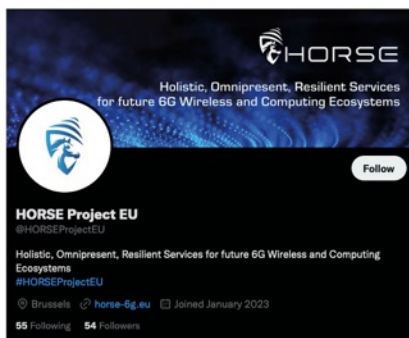 HORSE
Holistic, Omnipresent, Resilient Services
for future 6G Wireless and Computing Ecosystems
Follow
HORSE Project EU
@HORSEProjectEU
Holistic, Omnipresent, Resilient Services for future 6G Wireless and Computing
Ecosystems
#HORSEProjectEU
Brussels horse-6g.eu Joined January 2023
55 Following 54 Followers